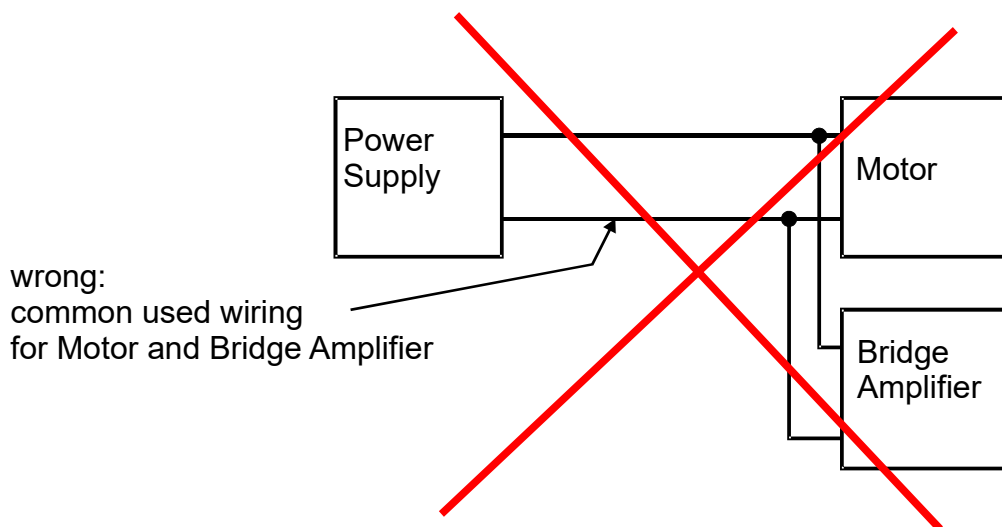 Power
Supply
Motor
wrong:
common used wiring
for Motor and Bridge Amplifier
Bridge
Amplifier